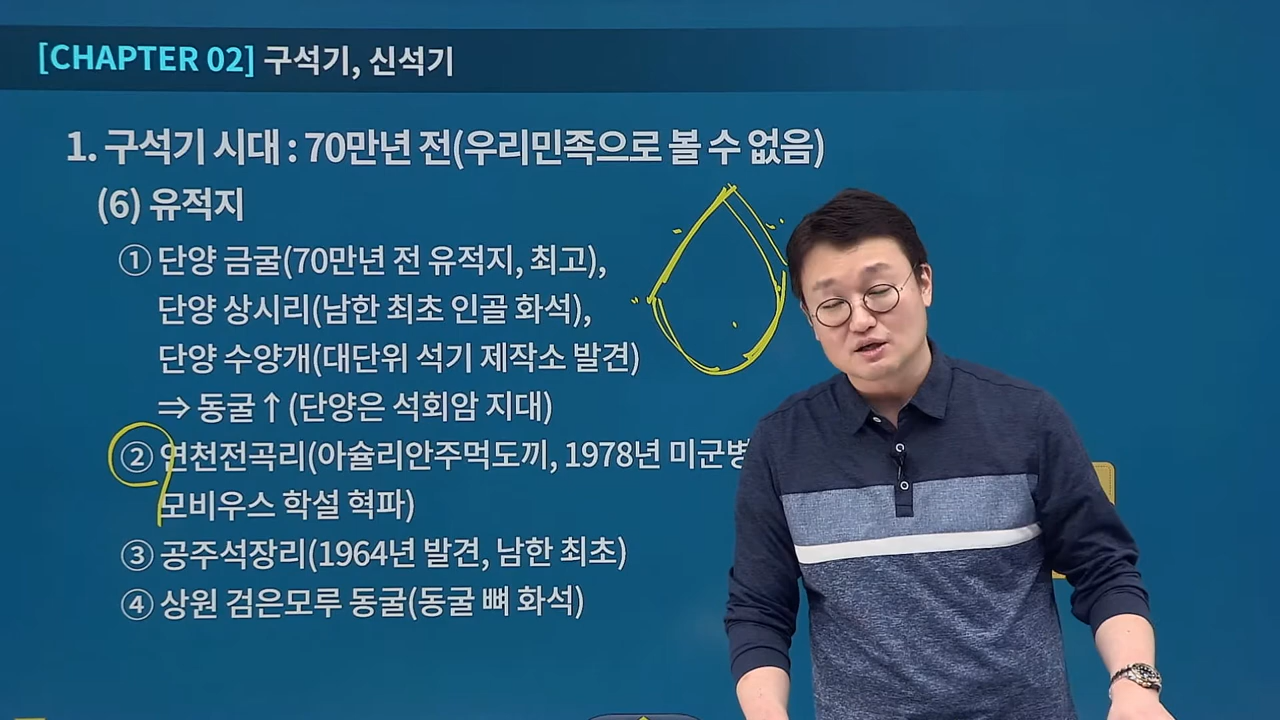 [CHAPTER 02] 구석기, 신석기
1. 구석기 시대 : 70만년 전(우리민족으로 볼 수 없음)
(6) 유적지
① 단양 금굴(70만년 전 유적지, 최고),
단양 상시리(남한 최초 인골 화석),
단양 수양개(대단위 석기 제작소 발견)
⇒ 동굴↑(단양은 석회암 지대)
② 연천전곡리(아슐리안주먹도끼, 1978년 미군병
모비우스 학설 혁파)
③ 공주석장리(1964년 발견, 남한 최초)
④ 상원 검은모루 동굴(동굴 뼈 화석)